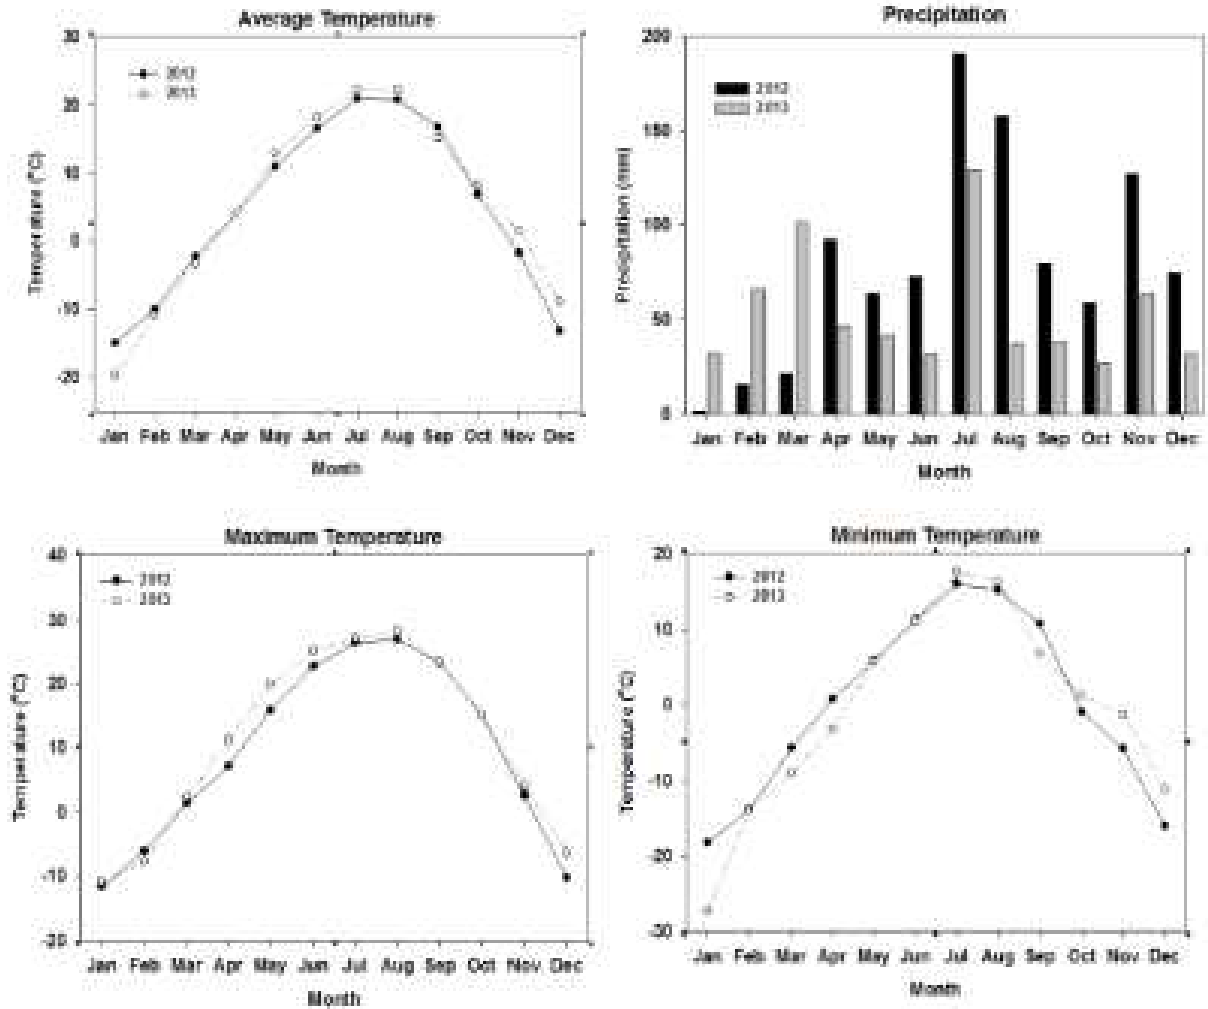 Average Temperature
30
20
10
0
-10
-20
Temperature (°C)
2012
2013
Jan Feb Mar Apr May Jun Jul Aug Sep Oct Nov Dec
Month
Precipitation
200
150
100
50
0
Precipitation (mm)
2012
2013
Jan Feb Mar Apr May Jun Jul Aug Sep Oct Nov Dec
Month
Maximum Temperature
40
30
20
10
0
-10
-20
Temperature (°C)
2012
2013
Jan Feb Mar Apr May Jun Jul Aug Sep Oct Nov Dec
Month
Minimum Temperature
20
10
0
-10
-20
-30
Temperature (°C)
2012
2013
Jan Feb Mar Apr May Jun Jul Aug Sep Oct Nov Dec
Month